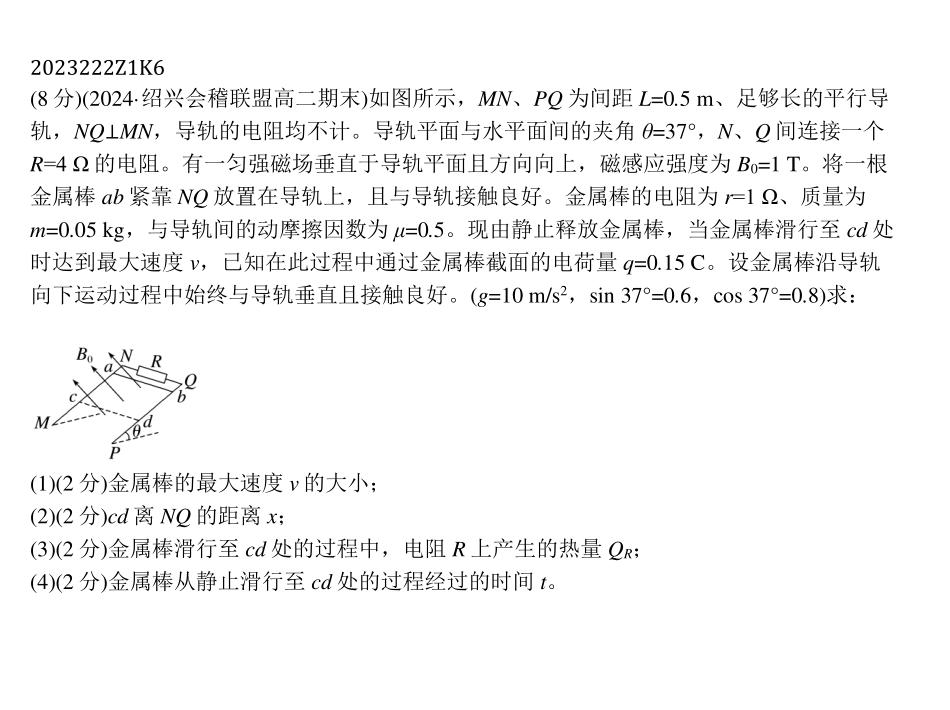 2023222Z1K6
(8 分)(2024·绍兴会稽联盟高二期末)如图所示，MN、PQ 为间距 L=0.5 m、足够长的平行导
轨，NQ⊥MN，导轨的电阻均不计。导轨平面与水平面间的夹角 θ=37°，N、Q 间连接一个
R=4 Ω 的电阻。有一匀强磁场垂直于导轨平面且方向向上，磁感应强度为 B₀=1 T。将一根
金属棒 ab 紧靠 NQ 放置在导轨上，且与导轨接触良好。金属棒的电阻为 r=1 Ω、质量为
m=0.05 kg，与导轨间的动摩擦因数为 μ=0.5。现由静止释放金属棒，当金属棒滑行至 cd 处
时达到最大速度 v，已知在此过程中通过金属棒截面的电荷量 q=0.15 C。设金属棒沿导轨
向下运动过程中始终与导轨垂直且接触良好。(g=10 m/s²，sin 37°=0.6，cos 37°=0.8)求：
B₀ a N R
Q
c b
M d
θ
P
(1)(2 分)金属棒的最大速度 v 的大小；
(2)(2 分)cd 离 NQ 的距离 x；
(3)(2 分)金属棒滑行至 cd 处的过程中，电阻 R 上产生的热量 Q_R；
(4)(2 分)金属棒从静止滑行至 cd 处的过程经过的时间 t。